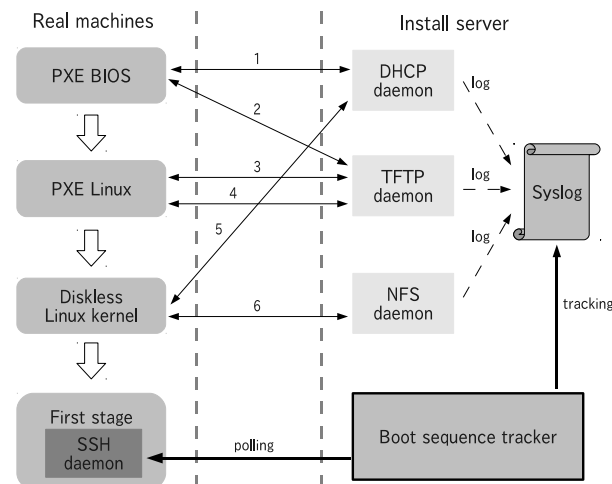 Real machines
Install server
PXE BIOS
1
DHCP
daemon
log
2
PXE Linux
3
4
TFTP
daemon
log
Syslog
5
log
Diskless
Linux kernel
6
NFS
daemon
tracking
First stage
SSH
daemon
polling
Boot sequence tracker